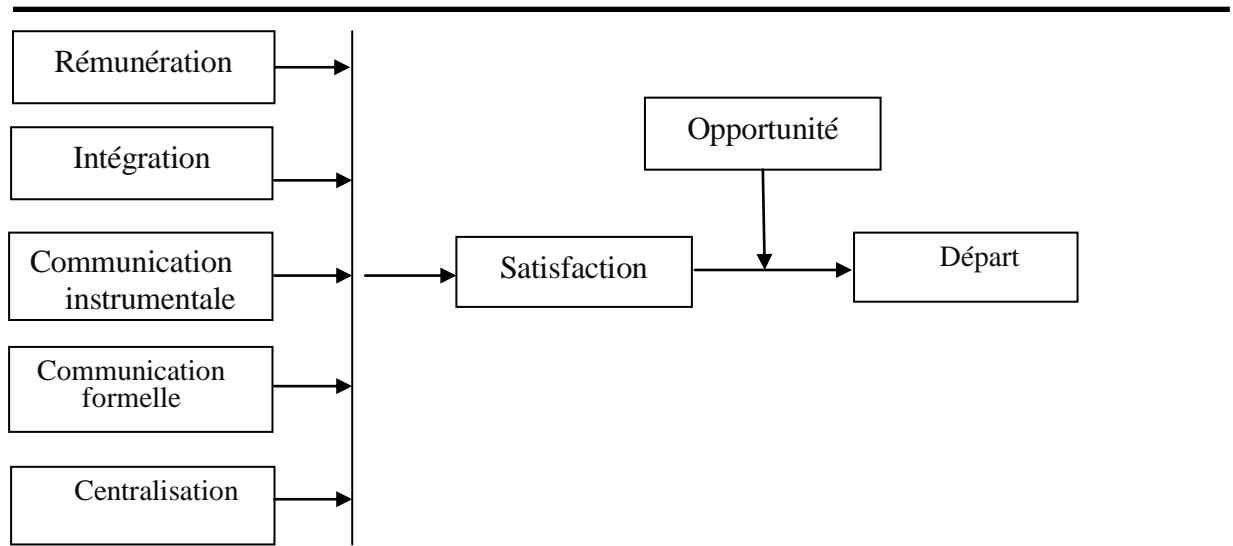 Rémunération
Intégration
Communication
instrumentale
Communication
formelle
Centralisation
Satisfaction
Opportunité
Départ